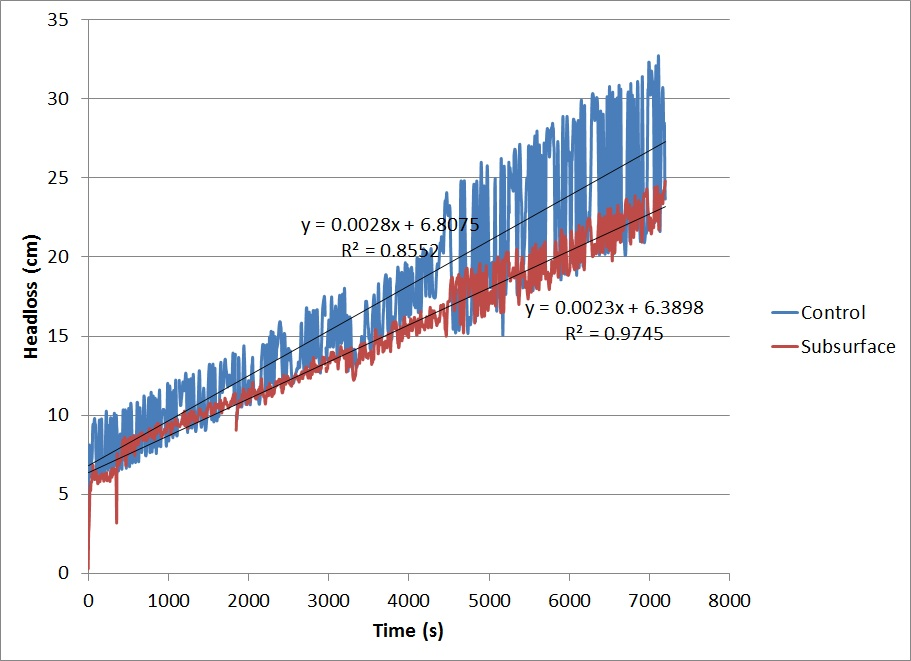 35
30
25
20
15
10
5
0
Headloss (cm)
y = 0.0028x + 6.8075
R² = 0.8552
y = 0.0023x + 6.3898
R² = 0.9745
Control
Subsurface
0 1000 2000 3000 4000 5000 6000 7000 8000
Time (s)